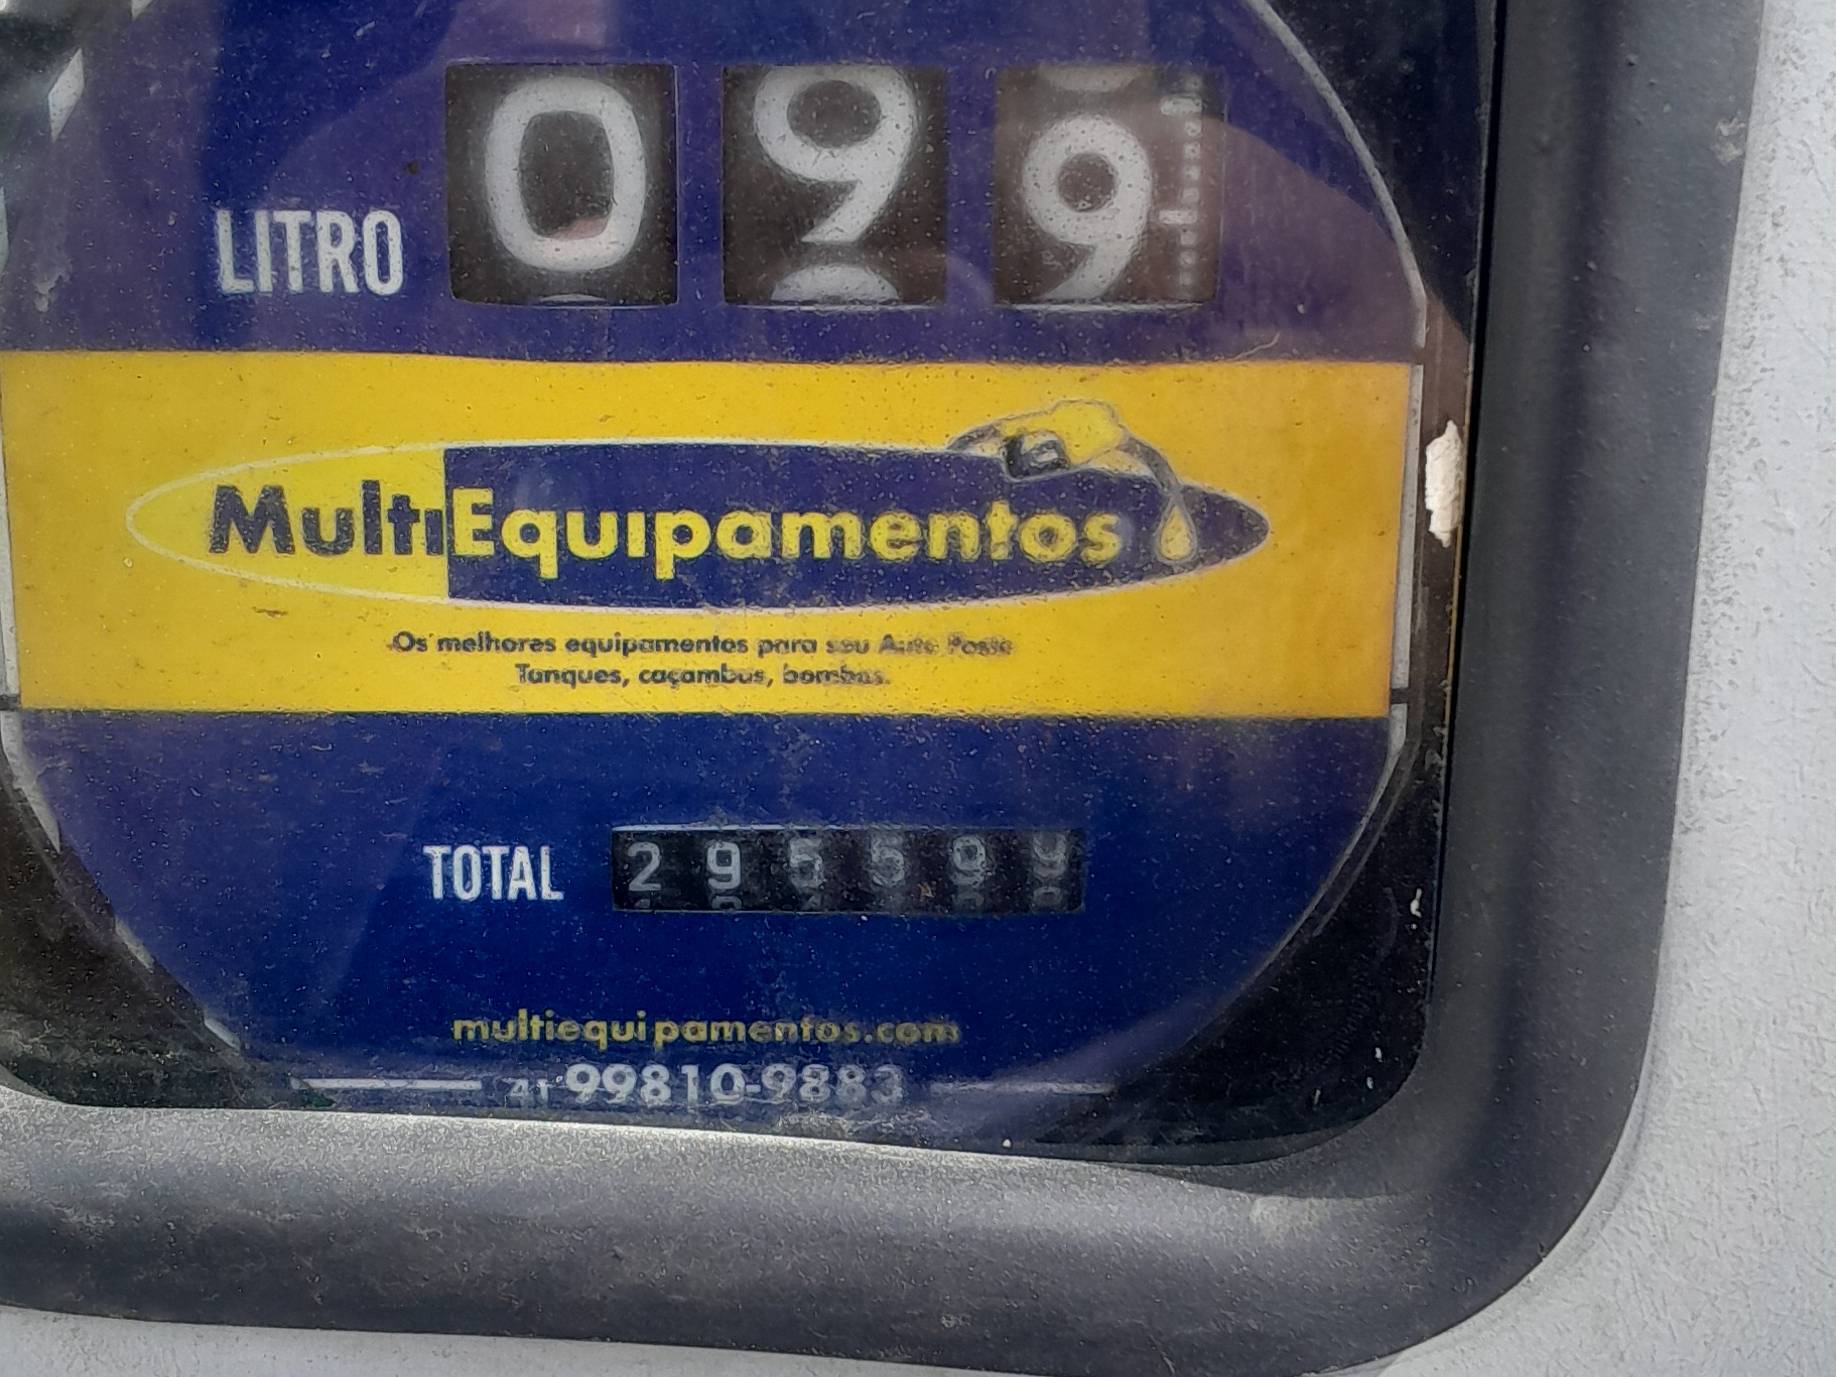 LITRO 099
MultiEquipamentos
Os melhores equipamentos para seu Auto Posto
Tanques, caçambas, bombas.
TOTAL 295599
multiequipamentos.com
41 99810-9883